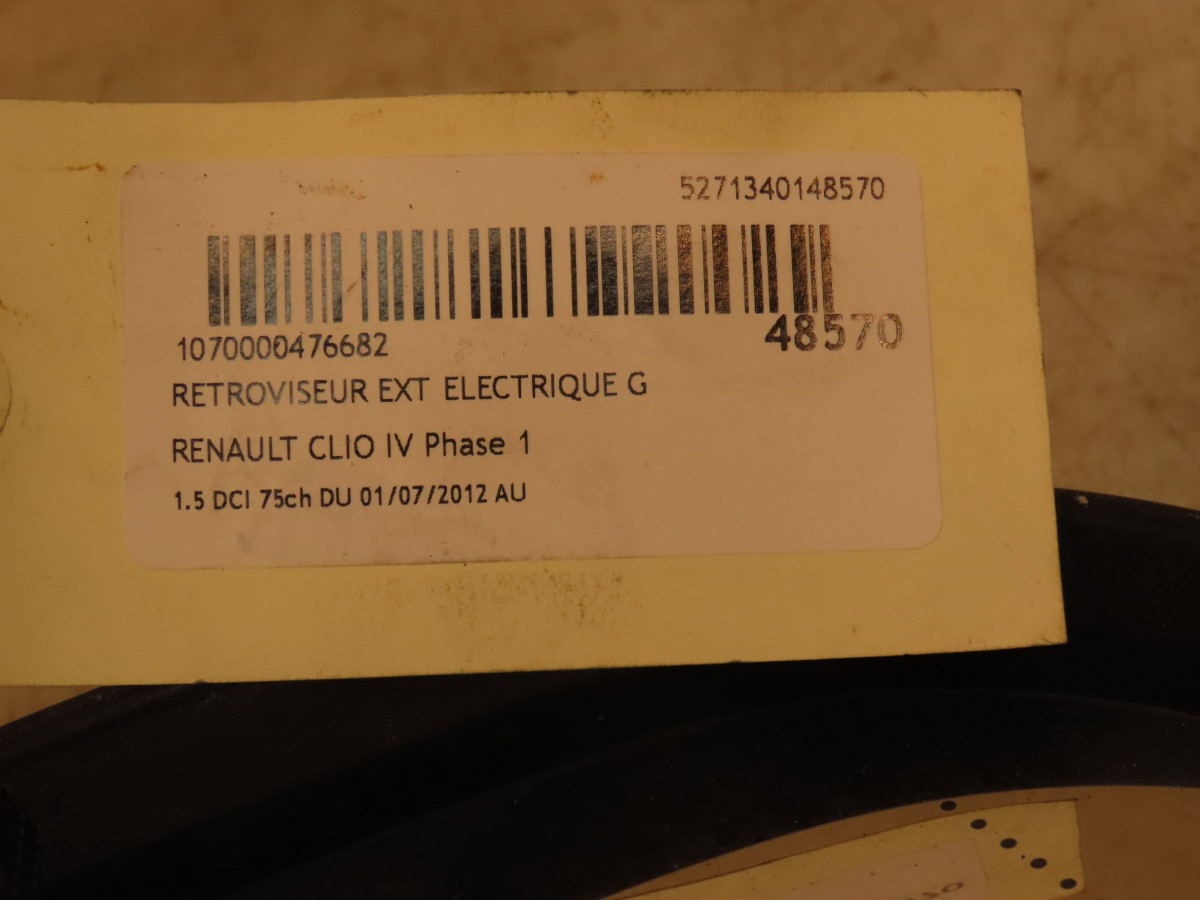 5271340148570
48570
1070000476682
RETROVISEUR EXT ELECTRIQUE G
RENAULT CLIO IV Phase 1
1.5 DCI 75ch DU 01/07/2012 AU